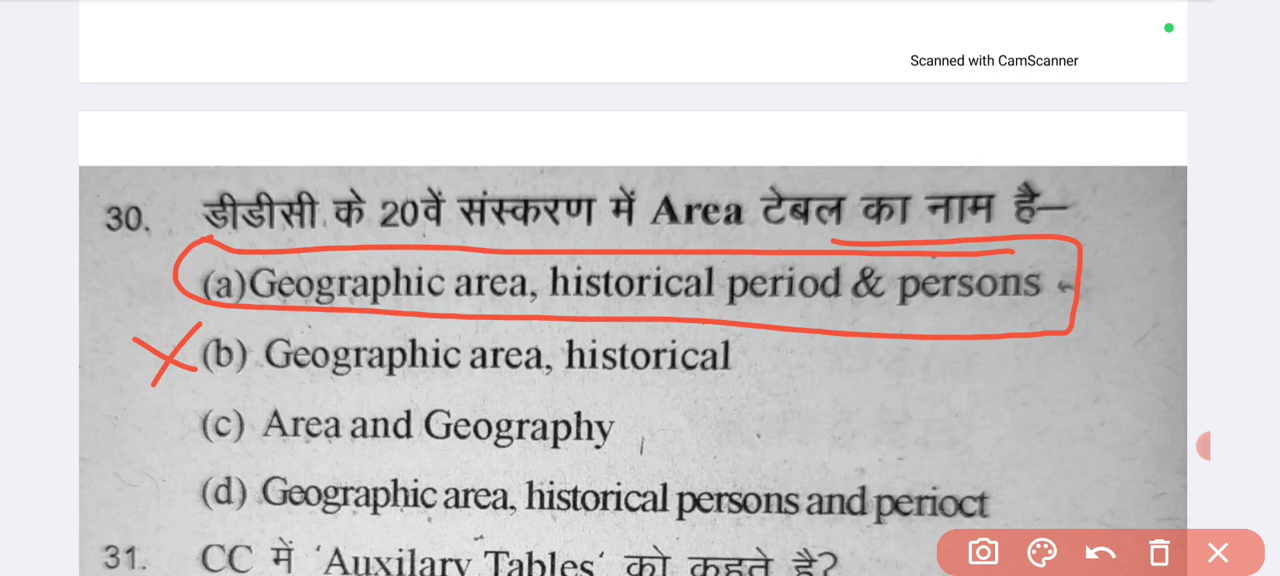 Scanned with CamScanner
30. डीडीसी के 20वें संस्करण में Area टेबल का नाम है–
(a)Geographic area, historical period & persons
(b) Geographic area, historical
(c) Area and Geography
(d) Geographic area, historical persons and perioct
31. CC में 'Auxilary Tables' को कहते है?